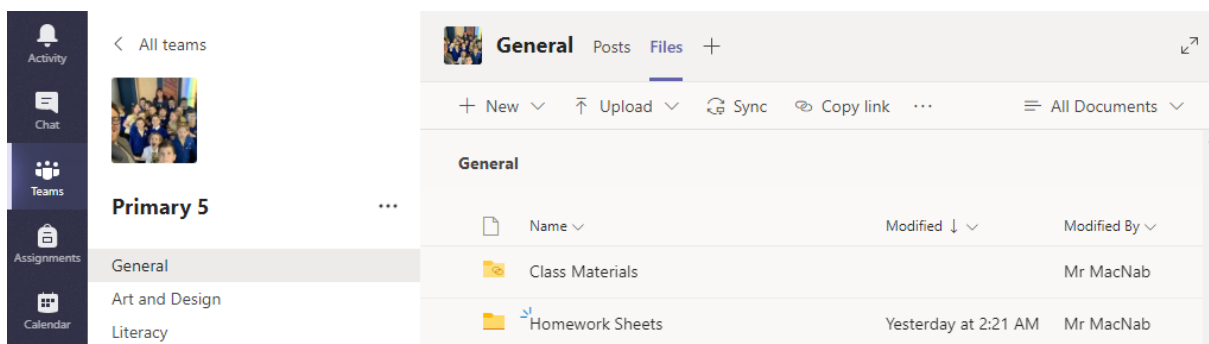 Activity
Chat
Teams
Assignments
Calendar
All teams
Primary 5 ...
General
Art and Design
Literacy
General Posts Files +
+ New Upload Sync Copy link ... All Documents
General
Name Modified ↓ Modified By
Class Materials Mr MacNab
Homework Sheets Yesterday at 2:21 AM Mr MacNab